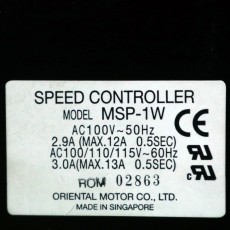 SPEED CONTROLLER
MODEL MSP-1W
AC100V~50Hz
2.9A (MAX.12A 0.5SEC)
AC100/110/115V~60Hz
3.0A(MAX.13A 0.5SEC)
ROM 02863
ORIENTAL MOTOR CO., LTD.
MADE IN SINGAPORE
CE